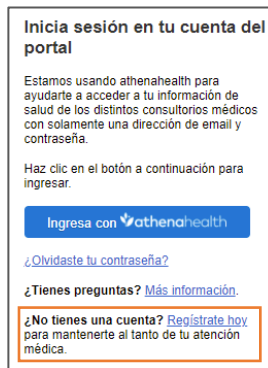 Inicia sesión en tu cuenta del
portal
Estamos usando athenahealth para
ayudarte a acceder a tu información de
salud de los distintos consultorios médicos
con solamente una dirección de email y
contraseña.
Haz clic en el botón a continuación para
ingresar.
Ingresa con athenahealth
¿Olvidaste tu contraseña?
¿Tienes preguntas? Más información.
¿No tienes una cuenta? Regístrate hoy
para mantenerte al tanto de tu atención
médica.